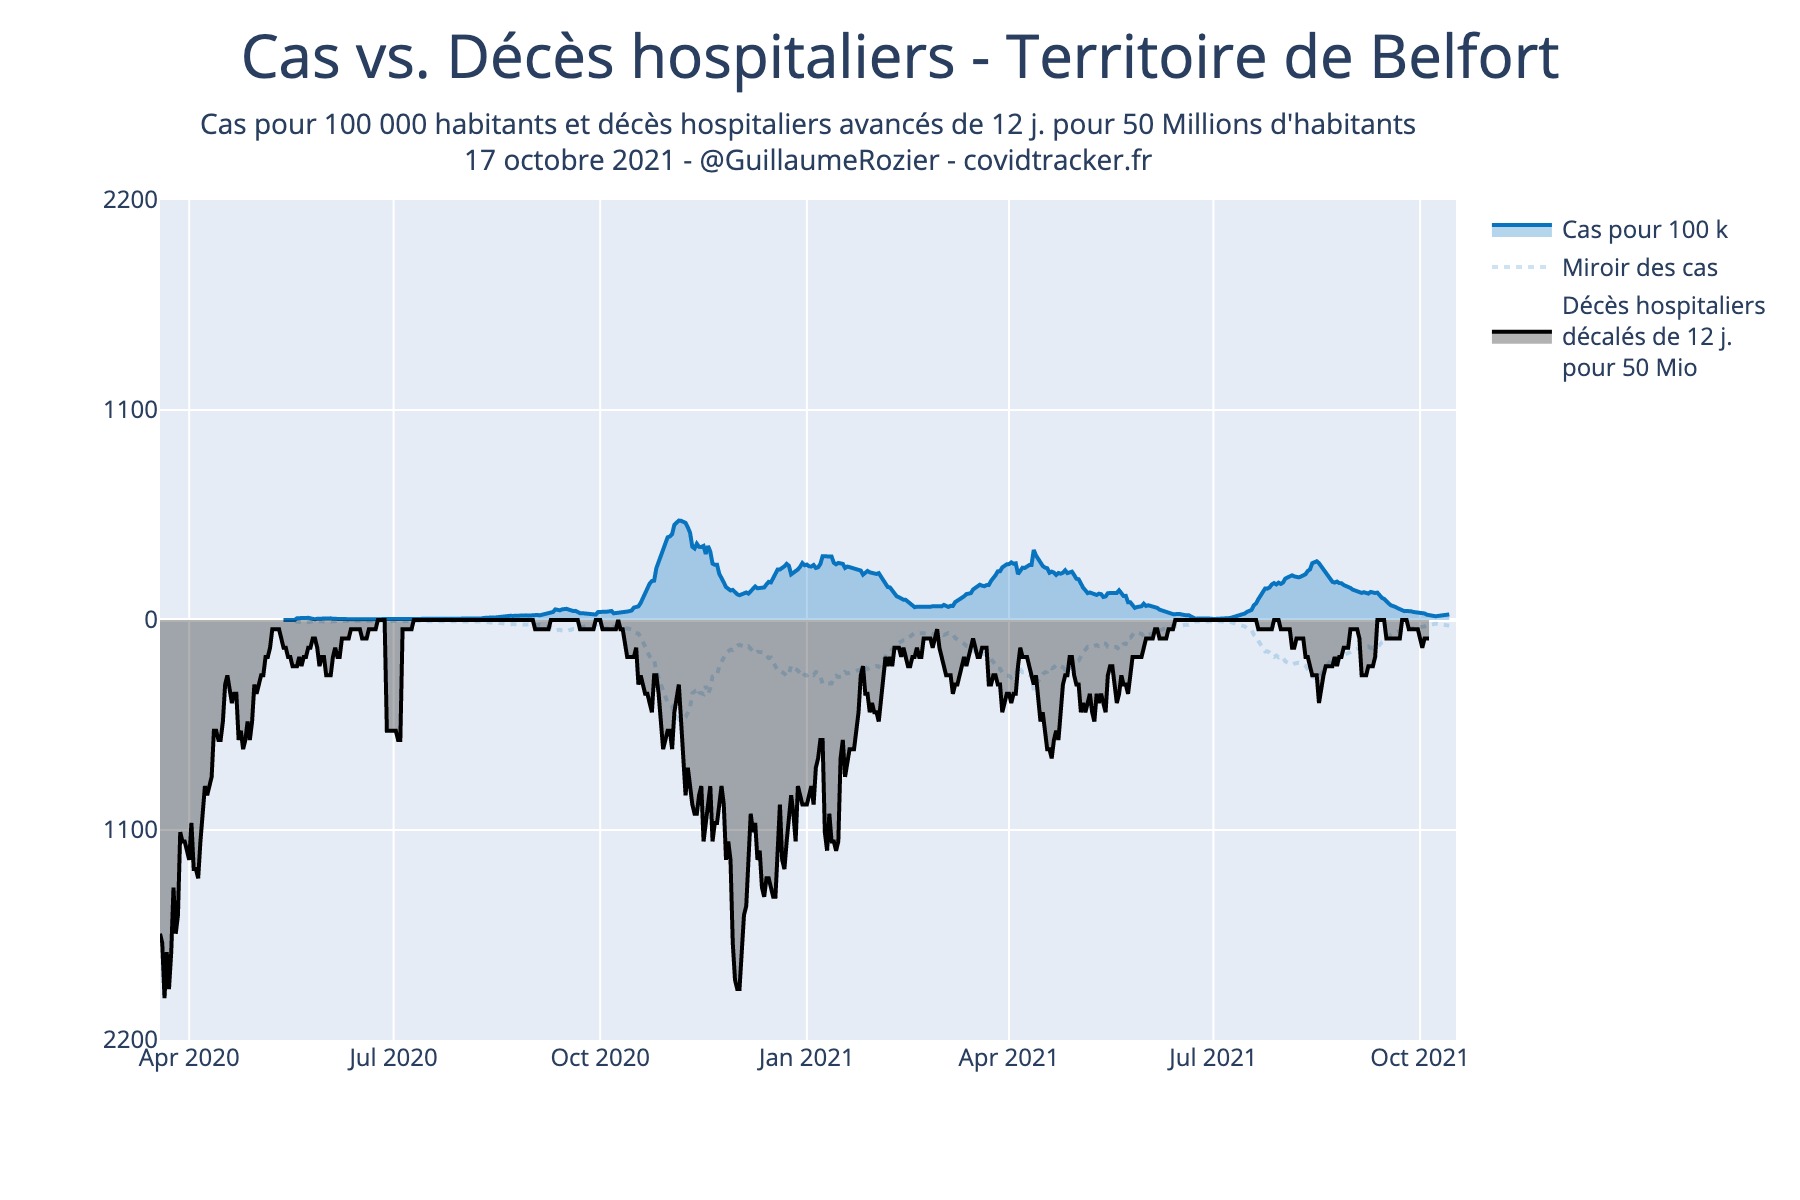 Cas vs. Décès hospitaliers - Territoire de Belfort
Cas pour 100 000 habitants et décès hospitaliers avancés de 12 j. pour 50 Millions d'habitants
17 octobre 2021 - @GuillaumeRozier - covidtracker.fr
2200
1100
0
1100
2200
Apr 2020
Jul 2020
Oct 2020
Jan 2021
Apr 2021
Jul 2021
Oct 2021
Cas pour 100 k
Miroir des cas
Décès hospitaliers
décalés de 12 j.
pour 50 Mio